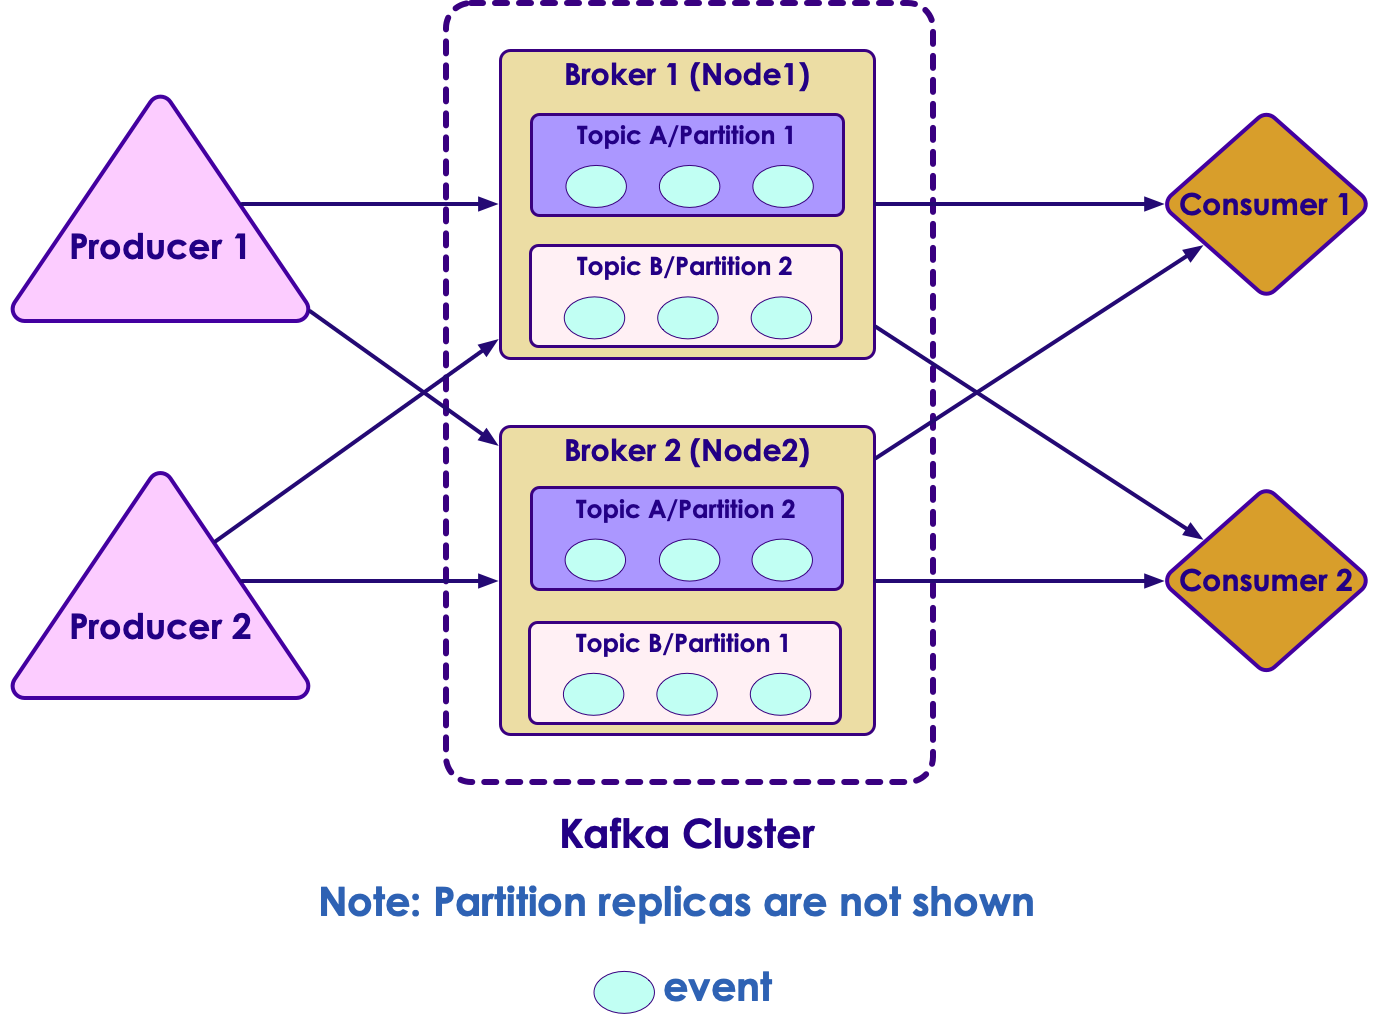 Broker 1 (Node1)
Topic A/Partition 1
Topic B/Partition 2
Producer 1
Consumer 1
Broker 2 (Node2)
Topic A/Partition 2
Topic B/Partition 1
Producer 2
Consumer 2
Kafka Cluster
Note: Partition replicas are not shown
event